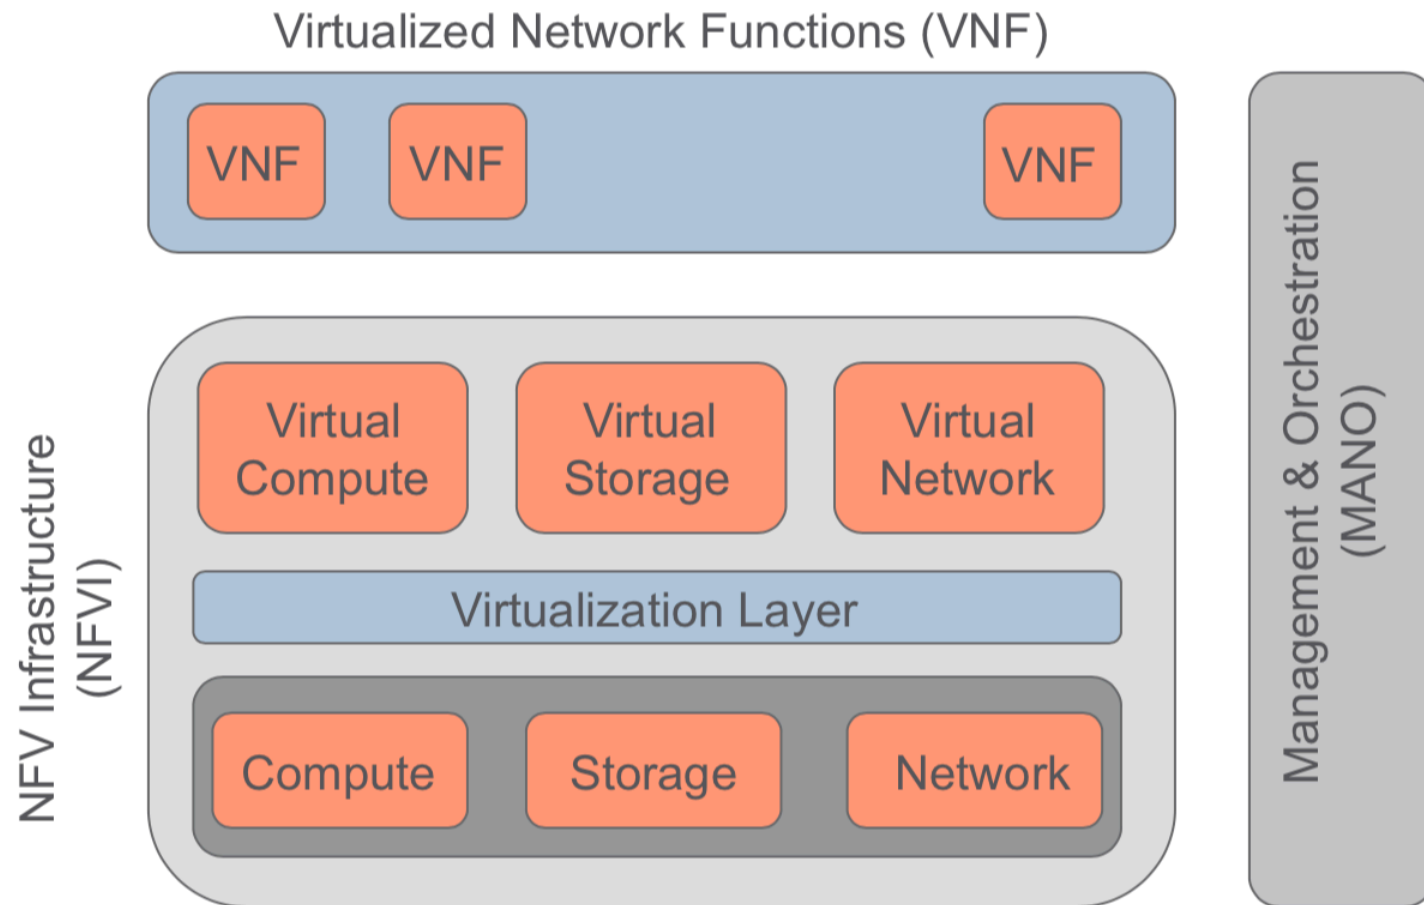 Virtualized Network Functions (VNF)
VNF
VNF
VNF
Virtual
Compute
Virtual
Storage
Virtual
Network
Virtualization Layer
Compute
Storage
Network
NFV Infrastructure
(NFVI)
Management & Orchestration
(MANO)